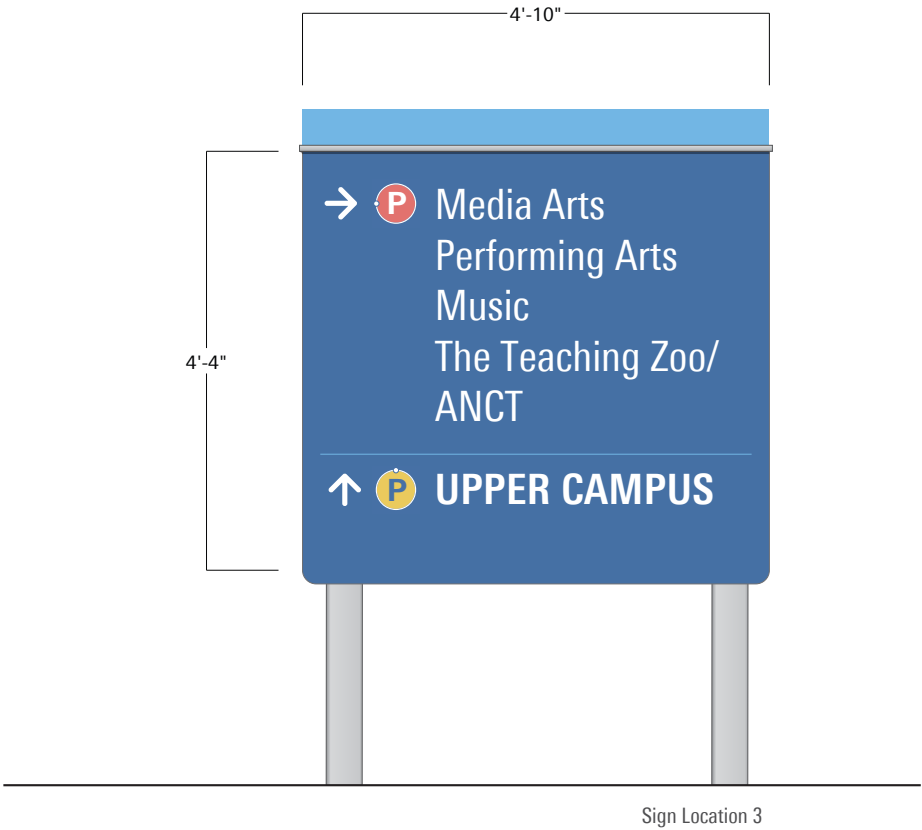 4'-10"
4'-4"
→ P Media Arts
Performing Arts
Music
The Teaching Zoo/
ANCT
↑ P UPPER CAMPUS
Sign Location 3